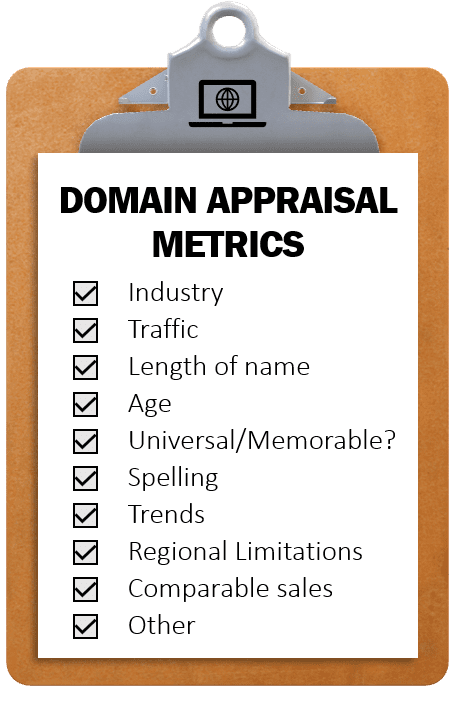 DOMAIN APPRAISAL
METRICS
Industry
Traffic
Length of name
Age
Universal/Memorable?
Spelling
Trends
Regional Limitations
Comparable sales
Other